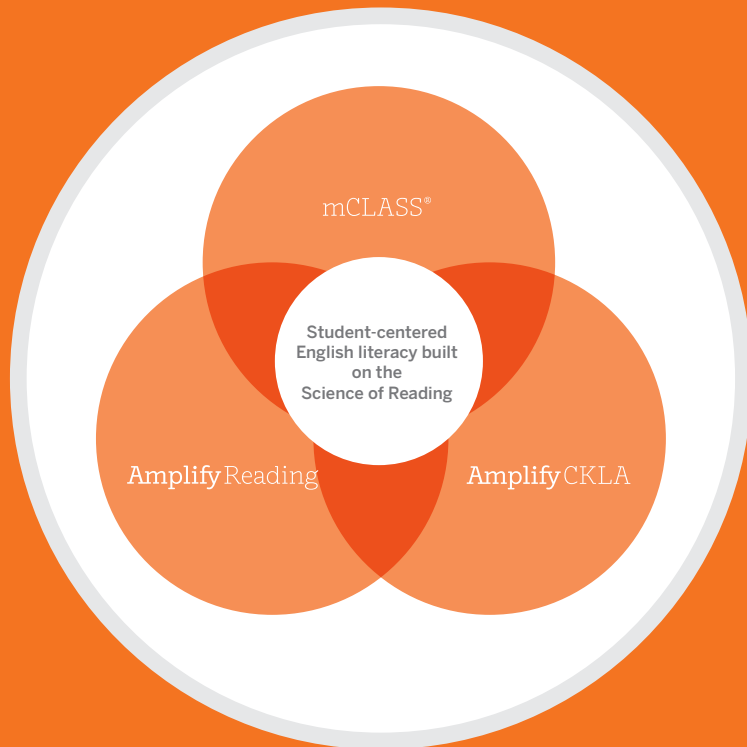 mCLASS®
Student-centered
English literacy built
on the
Science of Reading
Amplify Reading
Amplify CKLA